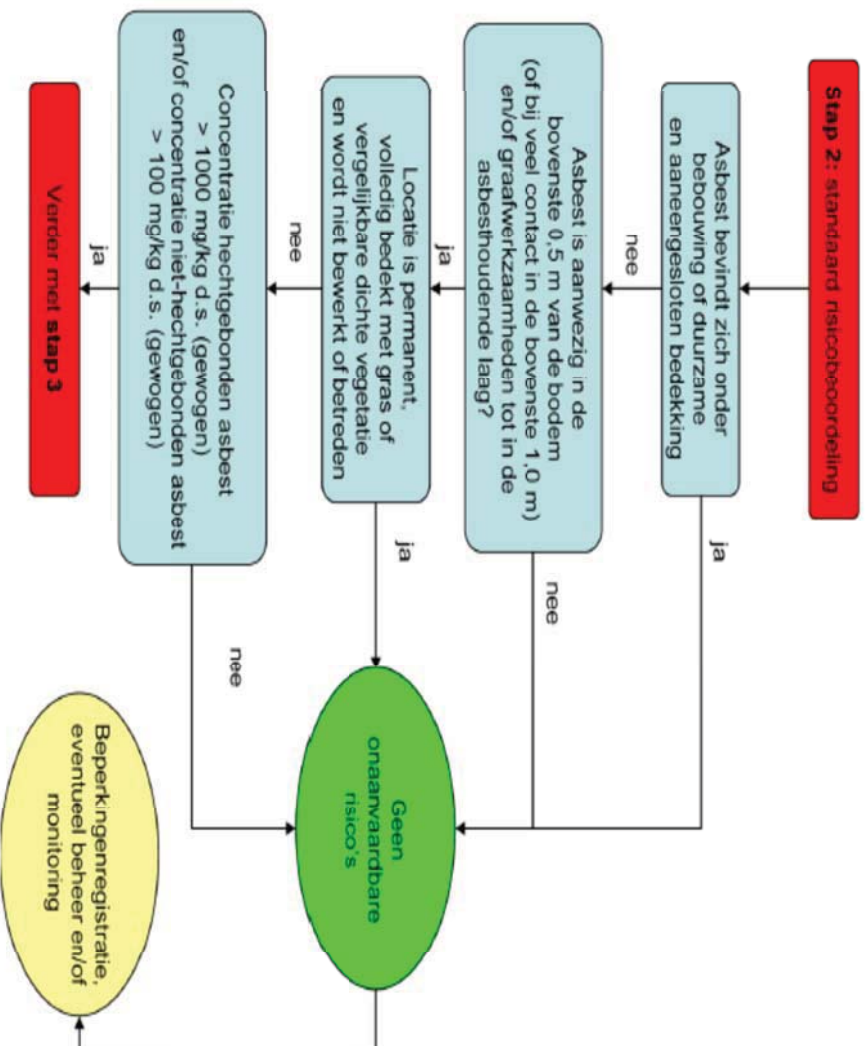 Stap 2: standaard risicobeoordeling
Asbest bevindt zich onder
bebouwing of duurzame
en aaneengesloten bedekking
ja
nee
Asbest is aanwezig in de
bovenste 0,5 m van de bodem
(of bij veel contact in de bovenste 1,0 m)
en/of graafwerkzaamheden tot in de
asbesthoudende laag?
nee
ja
Locatie is permanent,
volledig bedekt met gras of
vergelijkbare dichte vegetatie
en wordt niet bewerkt of betreden
ja
nee
Concentratie hechtgebonden asbest
> 1000 mg/kg d.s. (gewogen)
en/of concentratie niet-hechtgebonden asbest
> 100 mg/kg d.s. (gewogen)
nee
ja
Verder met stap 3
Geen
onaanvaardbare
risico's
Beperkingenregistratie,
eventueel beheer en/of
monitoring